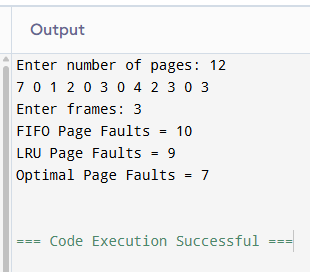 Output
Enter number of pages: 12
7 0 1 2 0 3 0 4 2 3 0 3
Enter frames: 3
FIFO Page Faults = 10
LRU Page Faults = 9
Optimal Page Faults = 7
=== Code Execution Successful ===